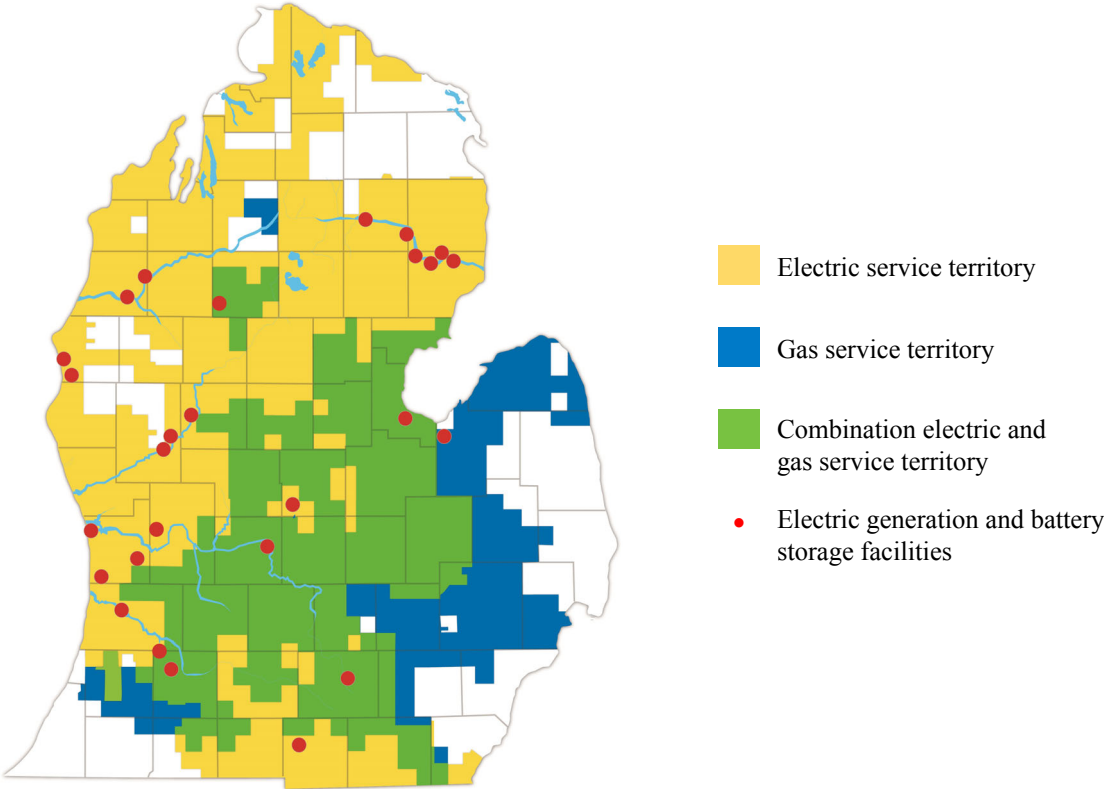 Electric service territory
Gas service territory
Combination electric and
gas service territory
Electric generation and battery
storage facilities